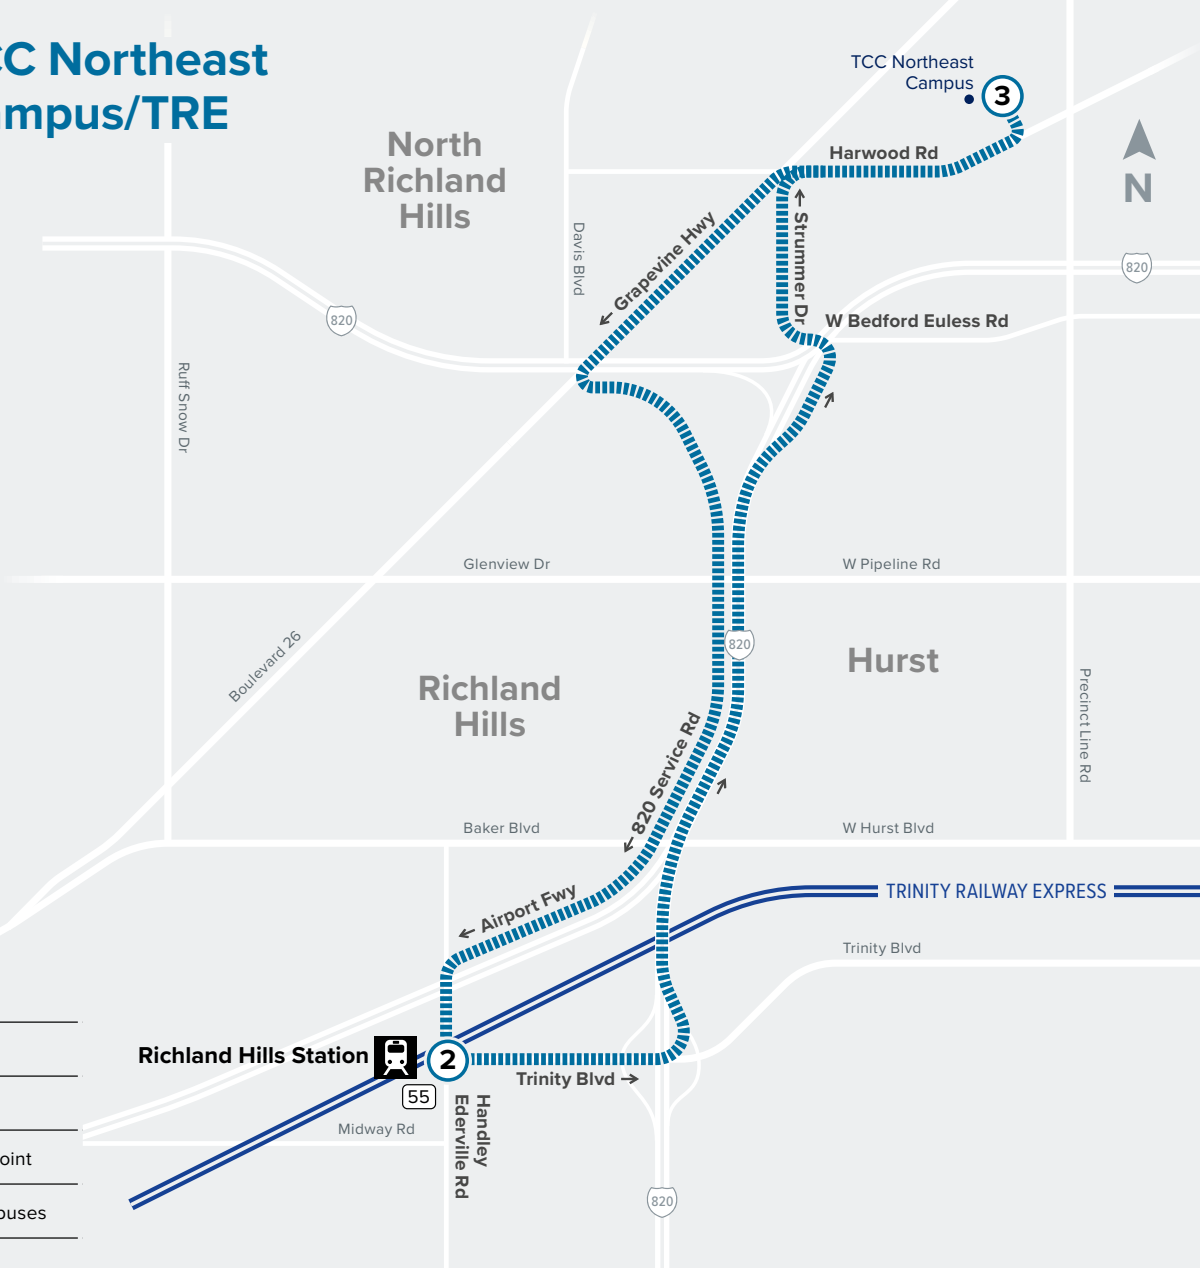 CC Northeast
ampus/TRE
TCC Northeast
Campus
3
Harwood Rd
N
North
Richland
Hills
Davis Blvd
Grapevine Hwy
Strummer Dr
820
820
W Bedford Euless Rd
Ruff Snow Dr
Glenview Dr
W Pipeline Rd
Boulevard 26
820
Hurst
Richland
Hills
Precinct Line Rd
820 Service Rd
Baker Blvd
W Hurst Blvd
Airport Fwy
TRINITY RAILWAY EXPRESS
Trinity Blvd
Richland Hills Station
2
Trinity Blvd
55
Handley
Ederville Rd
Midway Rd
820
oint
buses